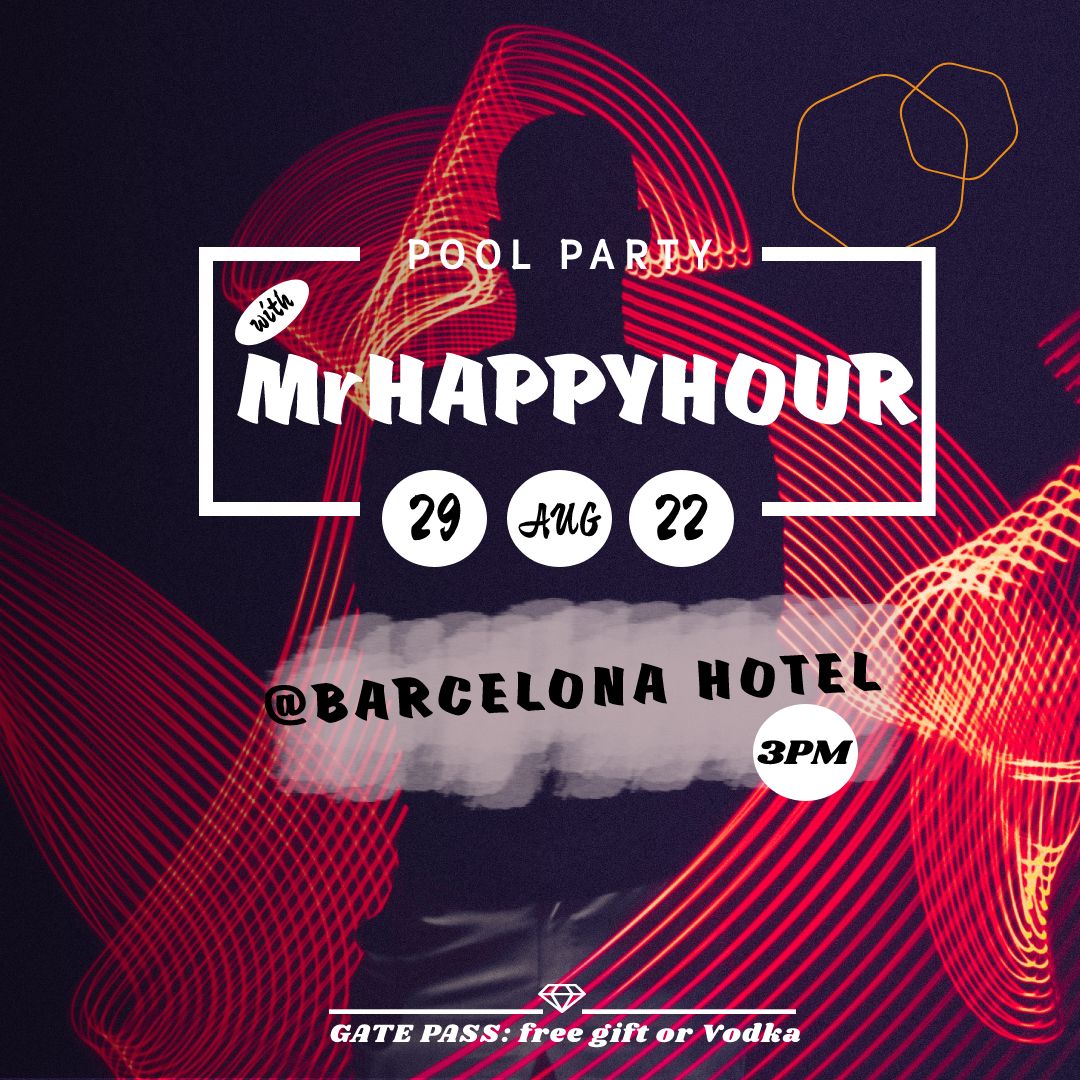 POOL PARTY
with
MrHAPPYHOUR
29 AUG 22
@BARCELONA HOTEL
3PM
GATE PASS: free gift or Vodka